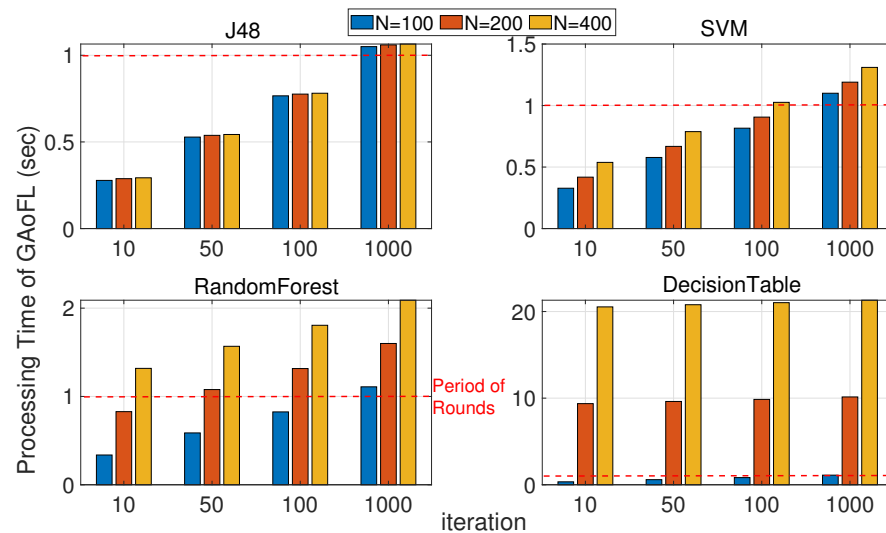 N=100 N=200 N=400
J48
SVM
Processing Time of GAoFL (sec)
1
0.5
0
10 50 100 1000
1.5
1
0.5
0
10 50 100 1000
RandomForest
DecisionTable
2
1
0
10 50 100 1000
Period of
Rounds
20
10
0
10 50 100 1000
iteration